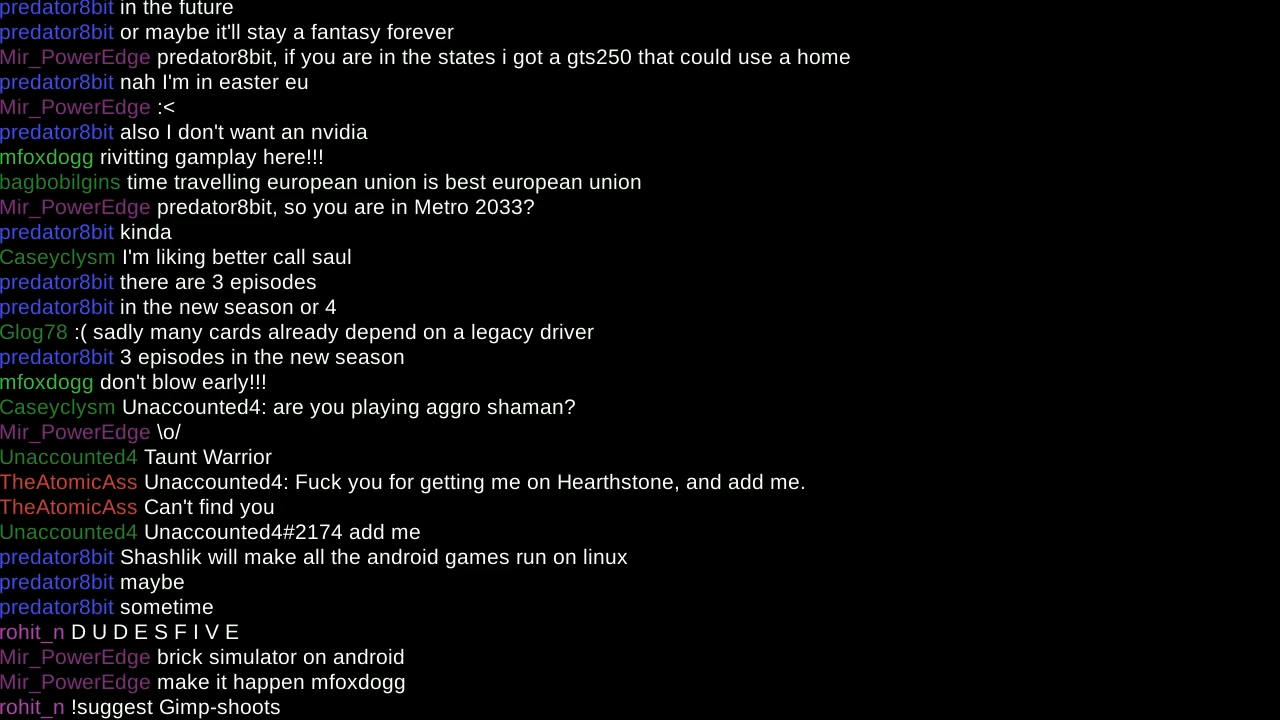 predator8bit in the future
predator8bit or maybe it'll stay a fantasy forever
Mir_PowerEdge predator8bit, if you are in the states i got a gts250 that could use a home
predator8bit nah I'm in easter eu
Mir_PowerEdge :<
predator8bit also I don't want an nvidia
mfoxdogg rivitting gamplay here!!!
bagbobilgins time travelling european union is best european union
Mir_PowerEdge predator8bit, so you are in Metro 2033?
predator8bit kinda
Caseyclysm I'm liking better call saul
predator8bit there are 3 episodes
predator8bit in the new season or 4
Glog78 :( sadly many cards already depend on a legacy driver
predator8bit 3 episodes in the new season
mfoxdogg don't blow early!!!
Caseyclysm Unaccounted4: are you playing aggro shaman?
Mir_PowerEdge \o/
Unaccounted4 Taunt Warrior
TheAtomicAss Unaccounted4: Fuck you for getting me on Hearthstone, and add me.
TheAtomicAss Can't find you
Unaccounted4 Unaccounted4#2174 add me
predator8bit Shashlik will make all the android games run on linux
predator8bit maybe
predator8bit sometime
rohit_n D U D E S F I V E
Mir_PowerEdge brick simulator on android
Mir_PowerEdge make it happen mfoxdogg
rohit_n !suggest Gimp-shoots